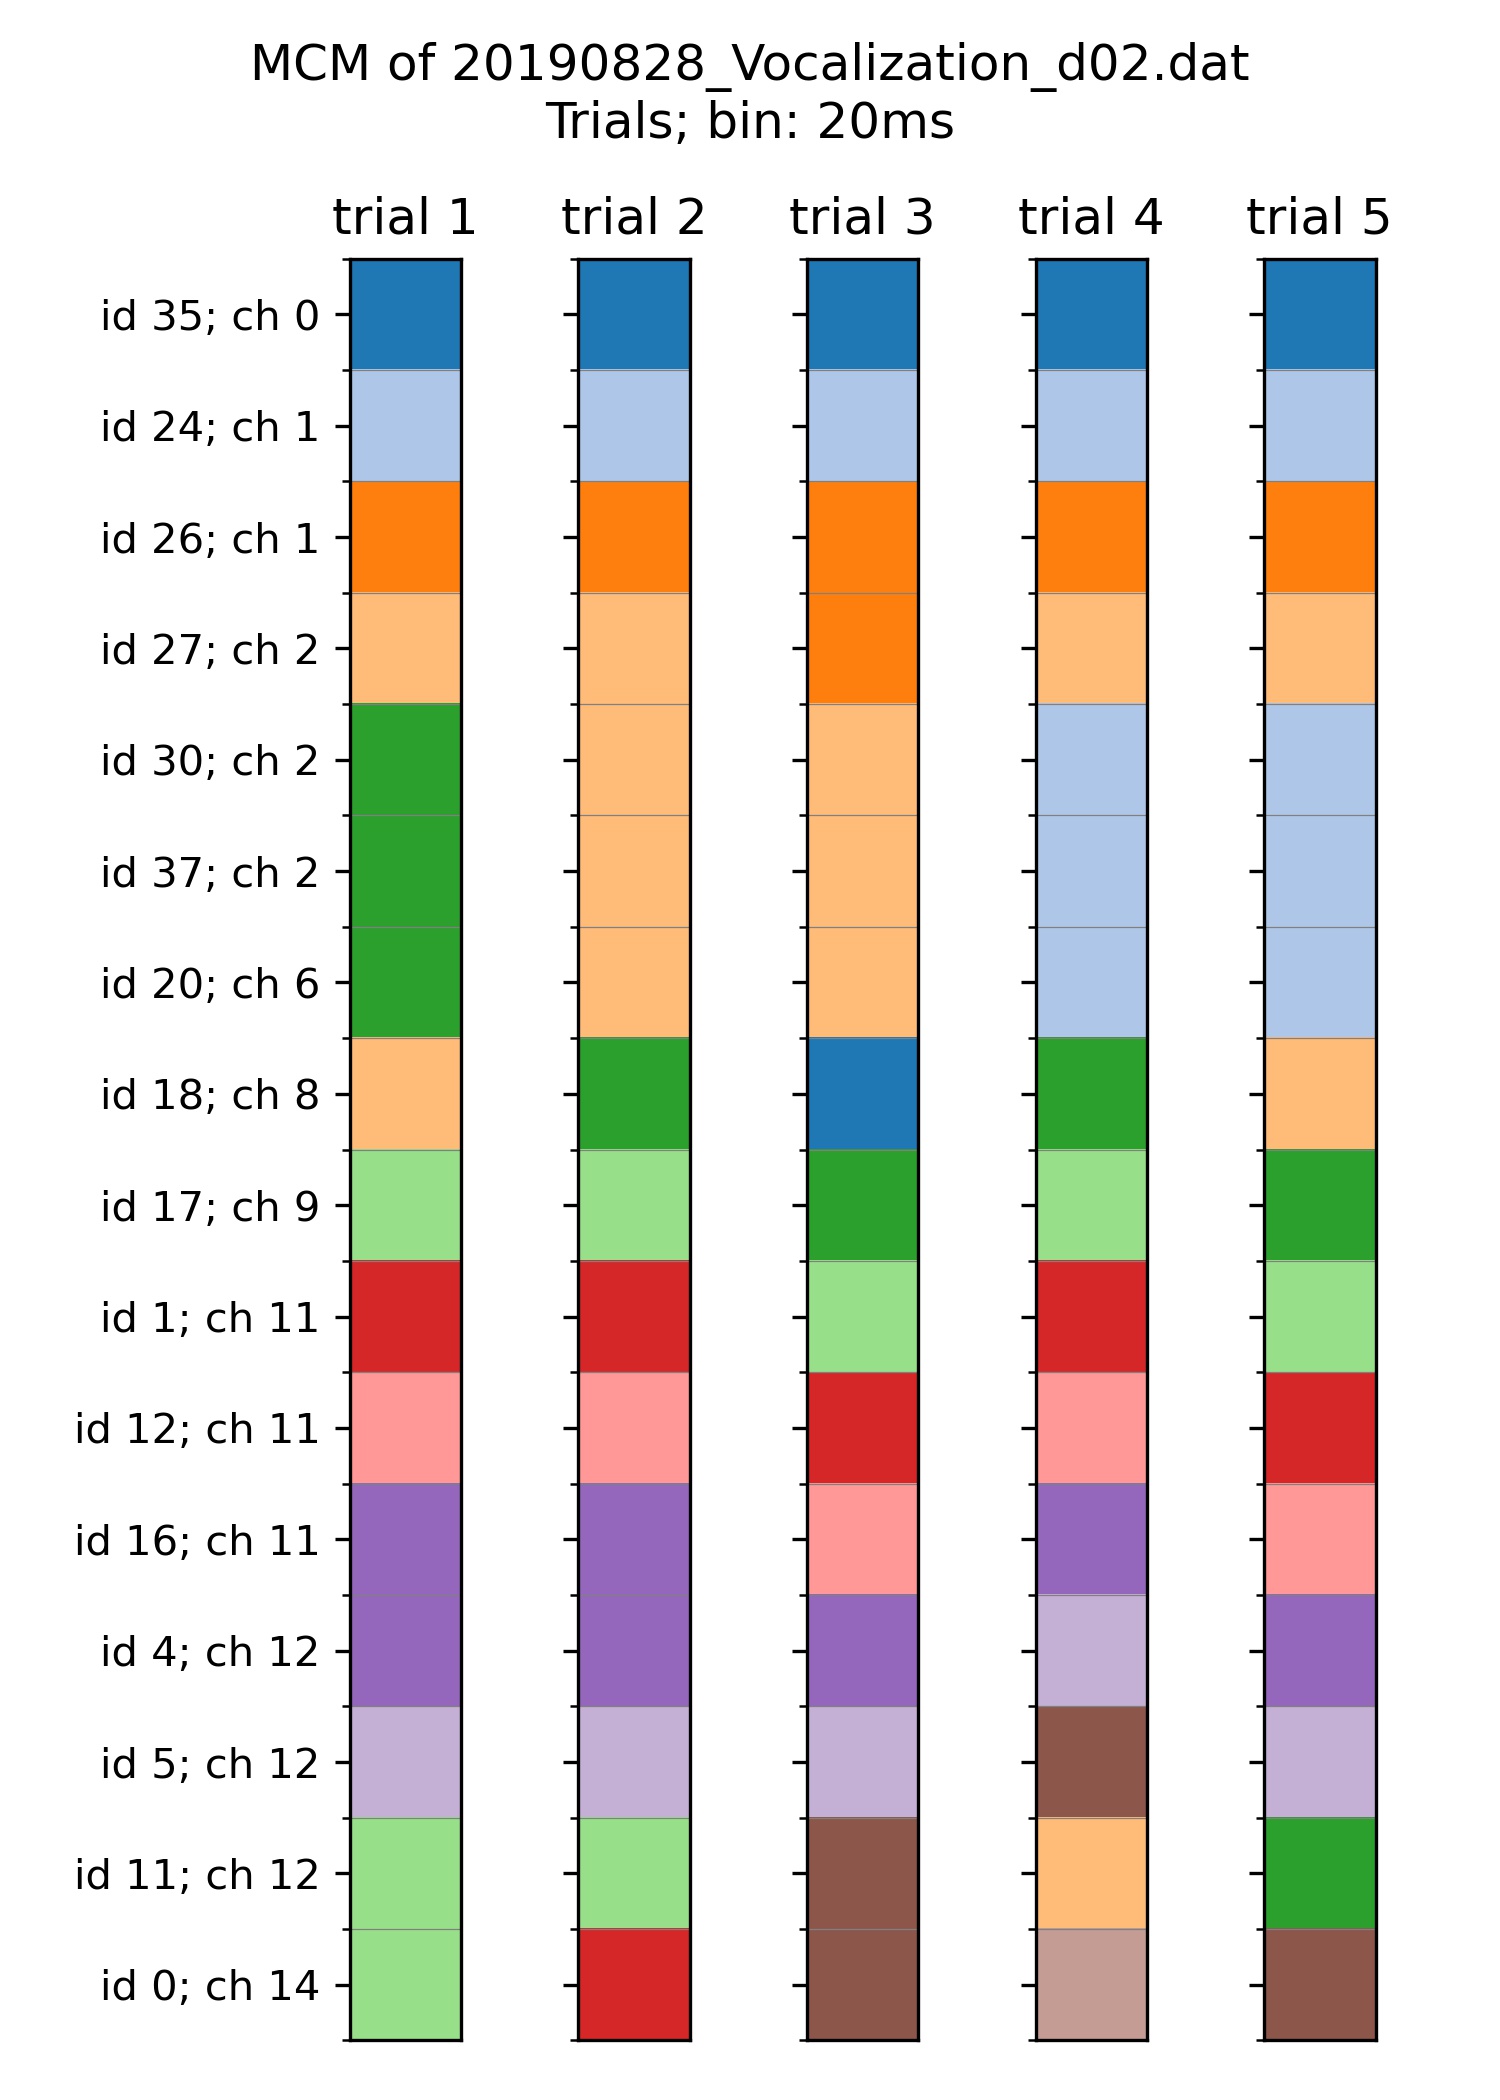 MCM of 20190828_Vocalization_d02.dat
Trials; bin: 20ms
trial 1 trial 2 trial 3 trial 4 trial 5
id 35; ch 0
id 24; ch 1
id 26; ch 1
id 27; ch 2
id 30; ch 2
id 37; ch 2
id 20; ch 6
id 18; ch 8
id 17; ch 9
id 1; ch 11
id 12; ch 11
id 16; ch 11
id 4; ch 12
id 5; ch 12
id 11; ch 12
id 0; ch 14